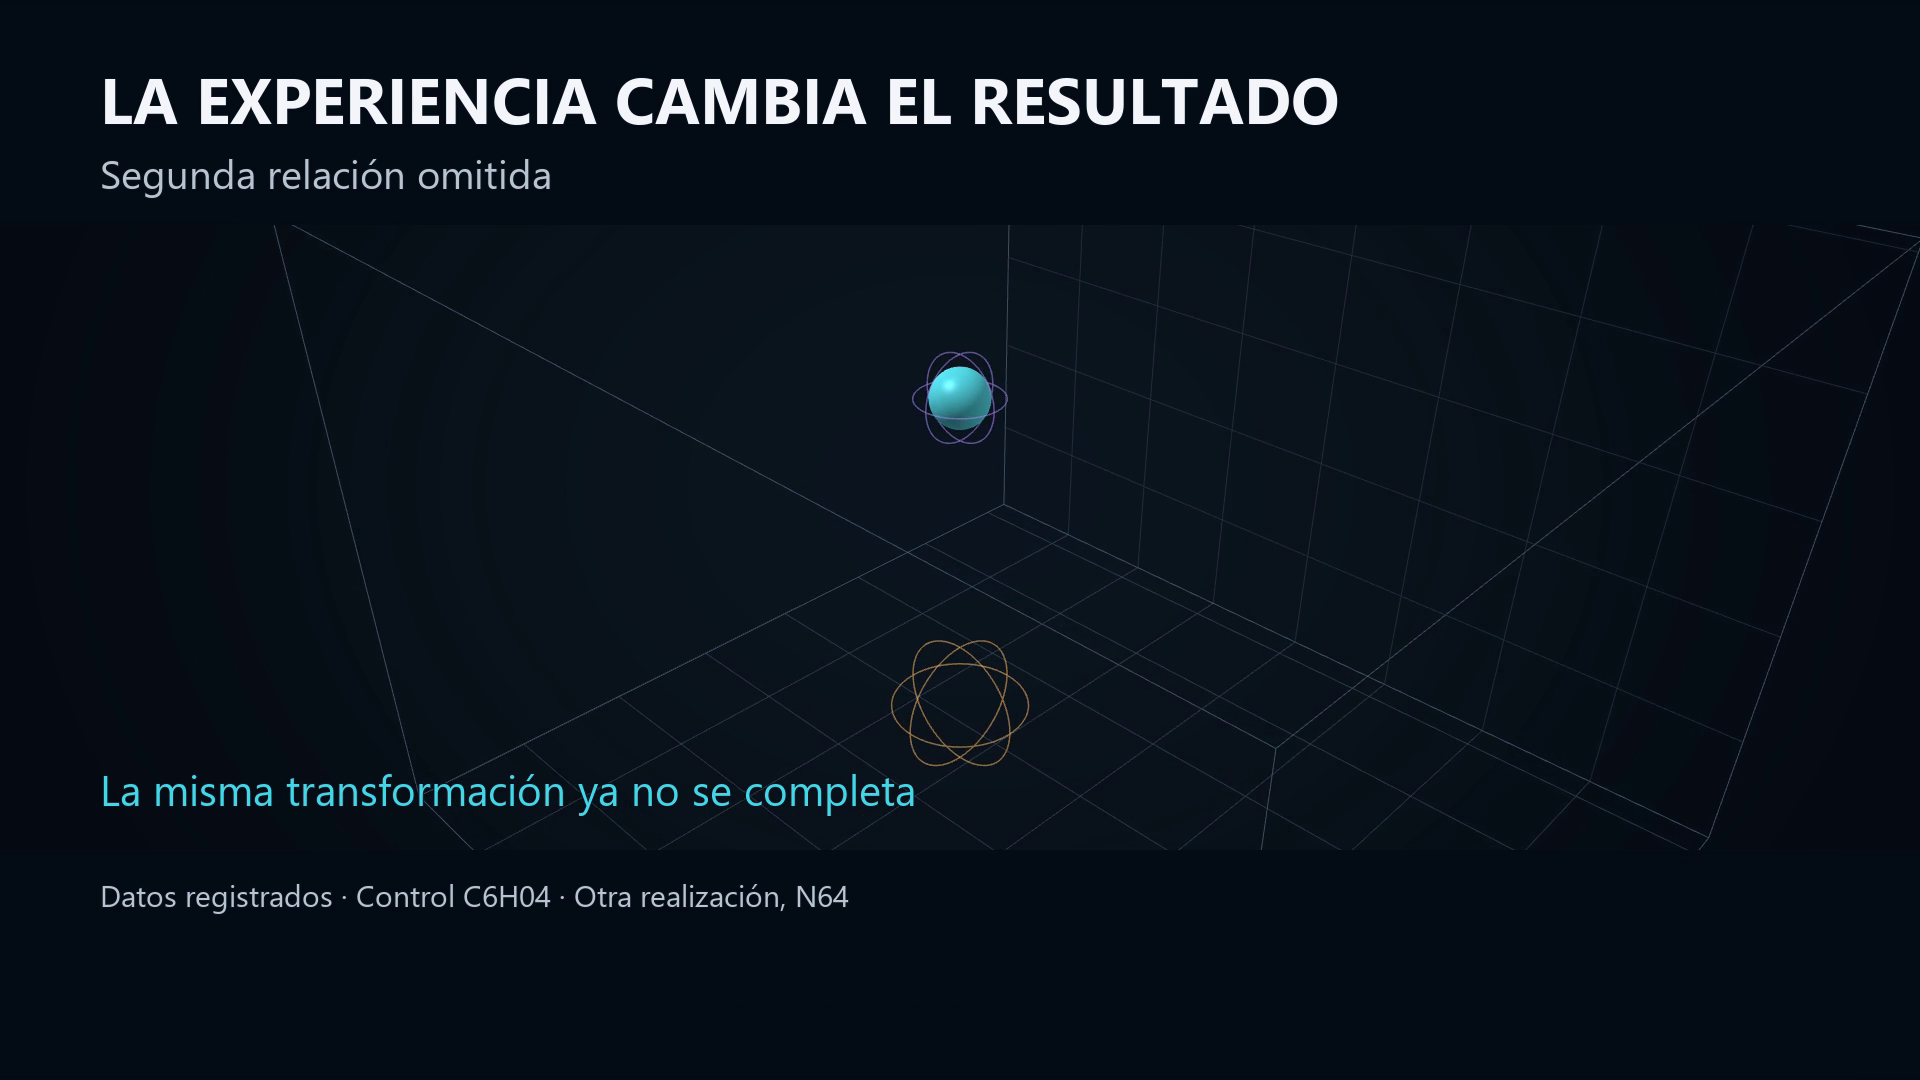 LA EXPERIENCIA CAMBIA EL RESULTADO
Segunda relación omitida
La misma transformación ya no se completa
Datos registrados · Control C6H04 · Otra realización, N64